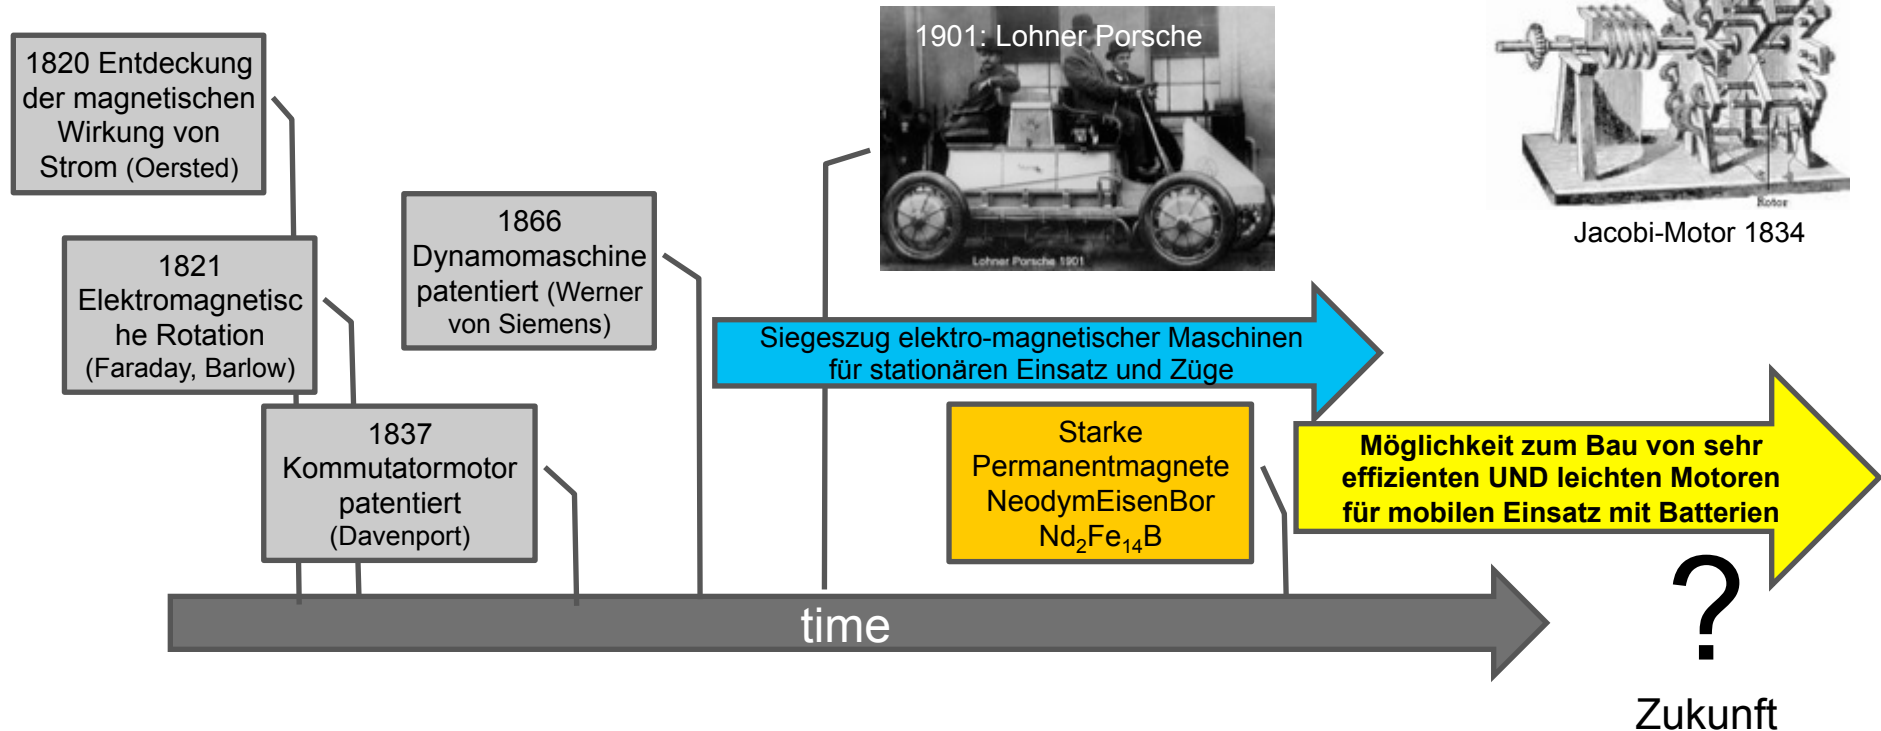 1820 Entdeckung
der magnetischen
Wirkung von
Strom (Oersted)
1821
Elektromagnetisc
he Rotation
(Faraday, Barlow)
1837
Kommutatormotor
patentiert
(Davenport)
1866
Dynamomaschine
patentiert (Werner
von Siemens)
1901: Lohner Porsche
Lohner Porsche 1901
Rotor
Jacobi-Motor 1834
Siegeszug elektro-magnetischer Maschinen
für stationären Einsatz und Züge
Starke
Permanentmagnete
NeodymEisenBor
Nd₂Fe₁₄B
Möglichkeit zum Bau von sehr
effizienten UND leichten Motoren
für mobilen Einsatz mit Batterien
time
?
Zukunft